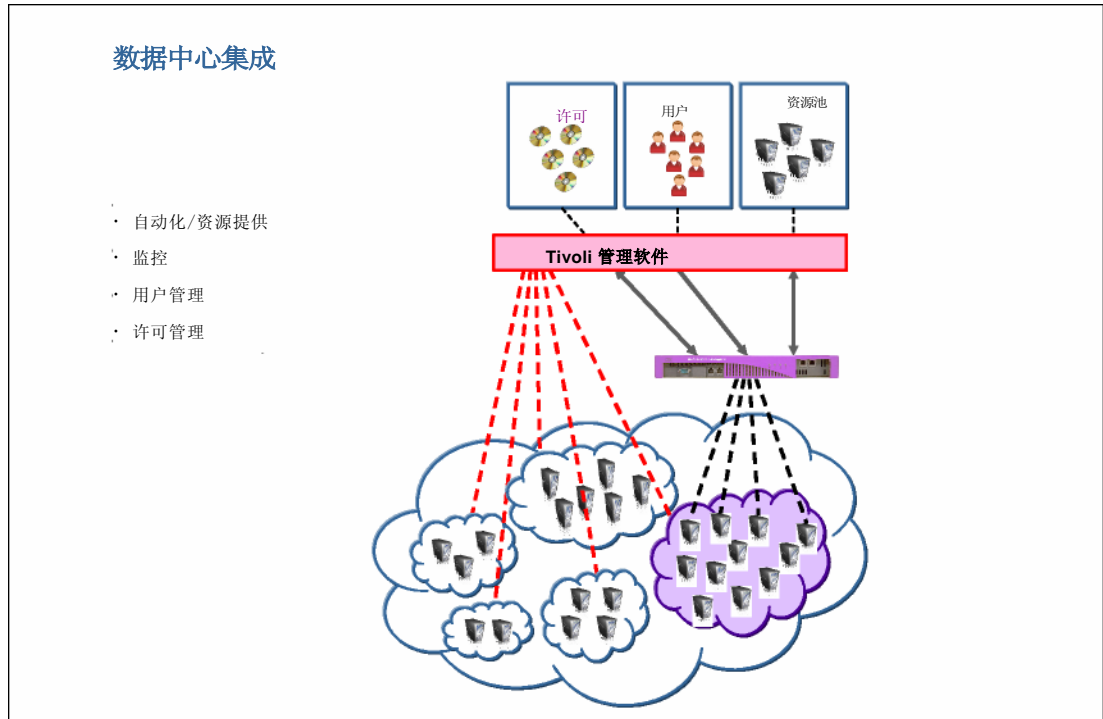 数据中心集成
许可
用户
资源池
· 自动化/资源提供
· 监控
· 用户管理
· 许可管理
Tivoli 管理软件